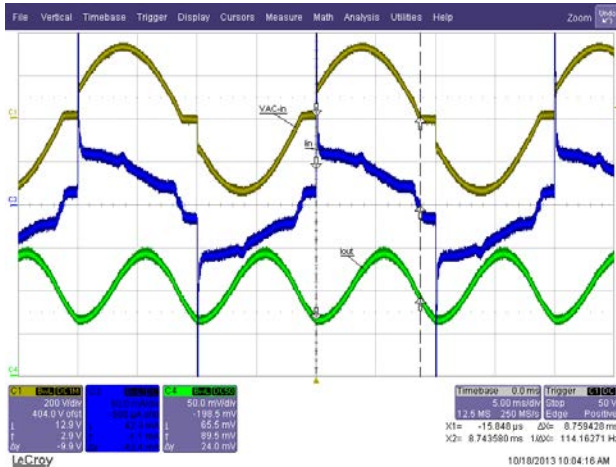 File Vertical Timebase Trigger Display Cursors Measure Math Analysis Utilities Help Zoom Undo
VAC-in
Iin
Iout
C4
C1
200 V/div
404.0 V ofst
12.9 V
2.9 V
Δy -9.9 V
C4
50.0 mV/div
-198.5 mV
65.5 mV
89.5 mV
Δy 24.0 mV
Timebase 0.0 ms
5.00 ms/div
12.5 MS 250 MS/s
Trigger C1 DC
Stop 50 V
Edge Positive
X1= -15.848 µs ΔX= 8.759428 ms
X2= 8.743580 ms 1/ΔX= 114.16271 Hz
LeCroy
10/18/2013 10:04:16 AM